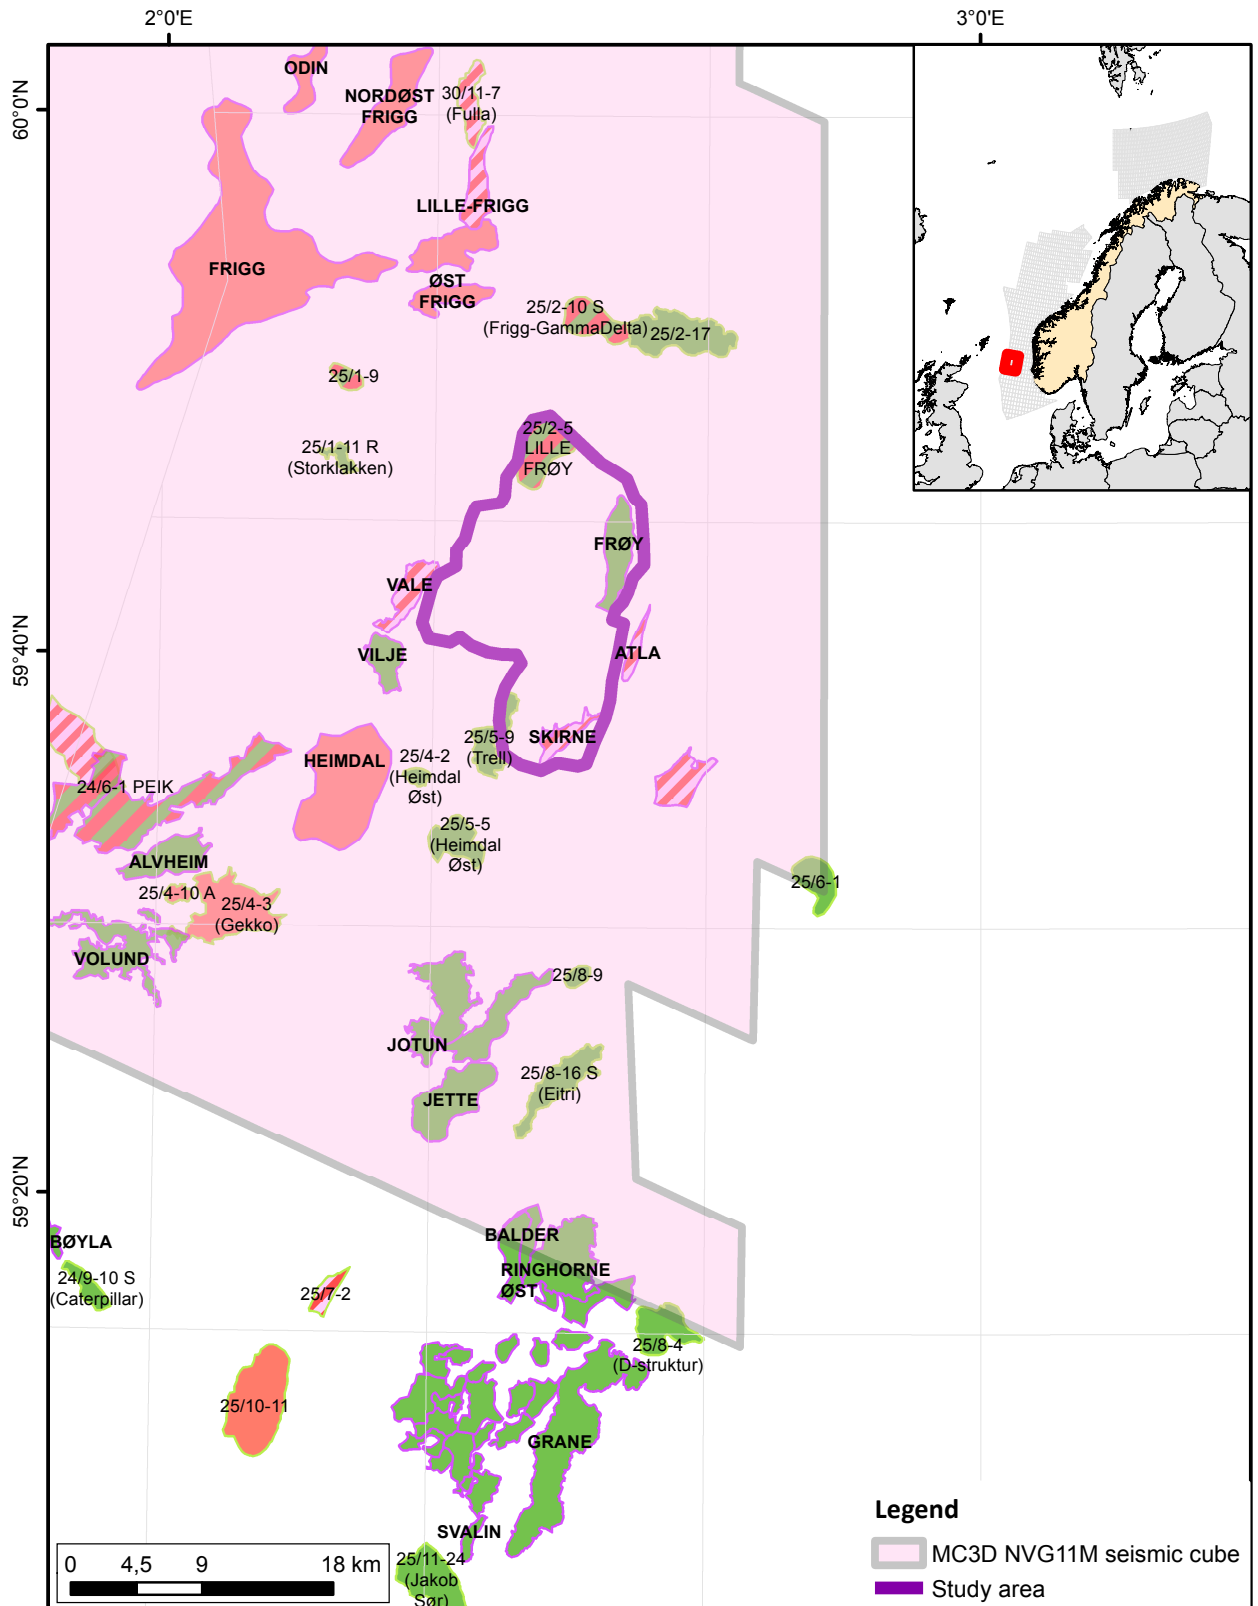 2°0'E
3°0'E
60°0'N
59°40'N
59°20'N
ODIN
NORDØST
FRIGG
30/11-7
(Fulla)
LILLE-FRIGG
FRIGG
ØST
FRIGG
25/2-10 S
(Frigg-GammaDelta)
25/2-17
25/1-9
25/2-5
LILLE
FRØY
25/1-11 R
(Storklakken)
FRØY
VALE
VILJE
ATLA
SKIRNE
25/5-9
(Trell)
HEIMDAL
25/4-2
(Heimdal
Øst)
24/6-1 PEIK
25/5-5
(Heimdal
Øst)
ALVHEIM
25/4-10 A
25/4-3
(Gekko)
25/6-1
VOLUND
25/8-9
JOTUN
25/8-16 S
(Eitri)
JETTE
BALDER
BØYLA
RINGHORNE
ØST
24/9-10 S
(Caterpillar)
25/7-2
25/8-4
(D-struktur)
25/10-11
GRANE
SVALIN
25/11-24
(Jakob
Sør)
0 4,5 9 18 km
Legend
MC3D NVG11M seismic cube
Study area